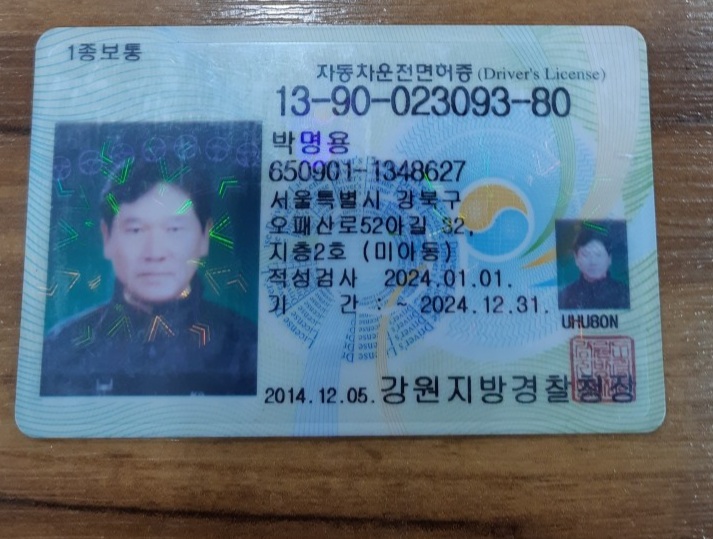 1종보통
자동차운전면허증 (Driver's License)
13-90-023093-80
박명용
650901-1348627
서울특별시 강북구
오패산로52아길 32,
지층2호 (미아동)
적성검사 2024.01.01.
기 간 : ~ 2024.12.31.
UHU80N
2014.12.05. 강원지방경찰청장